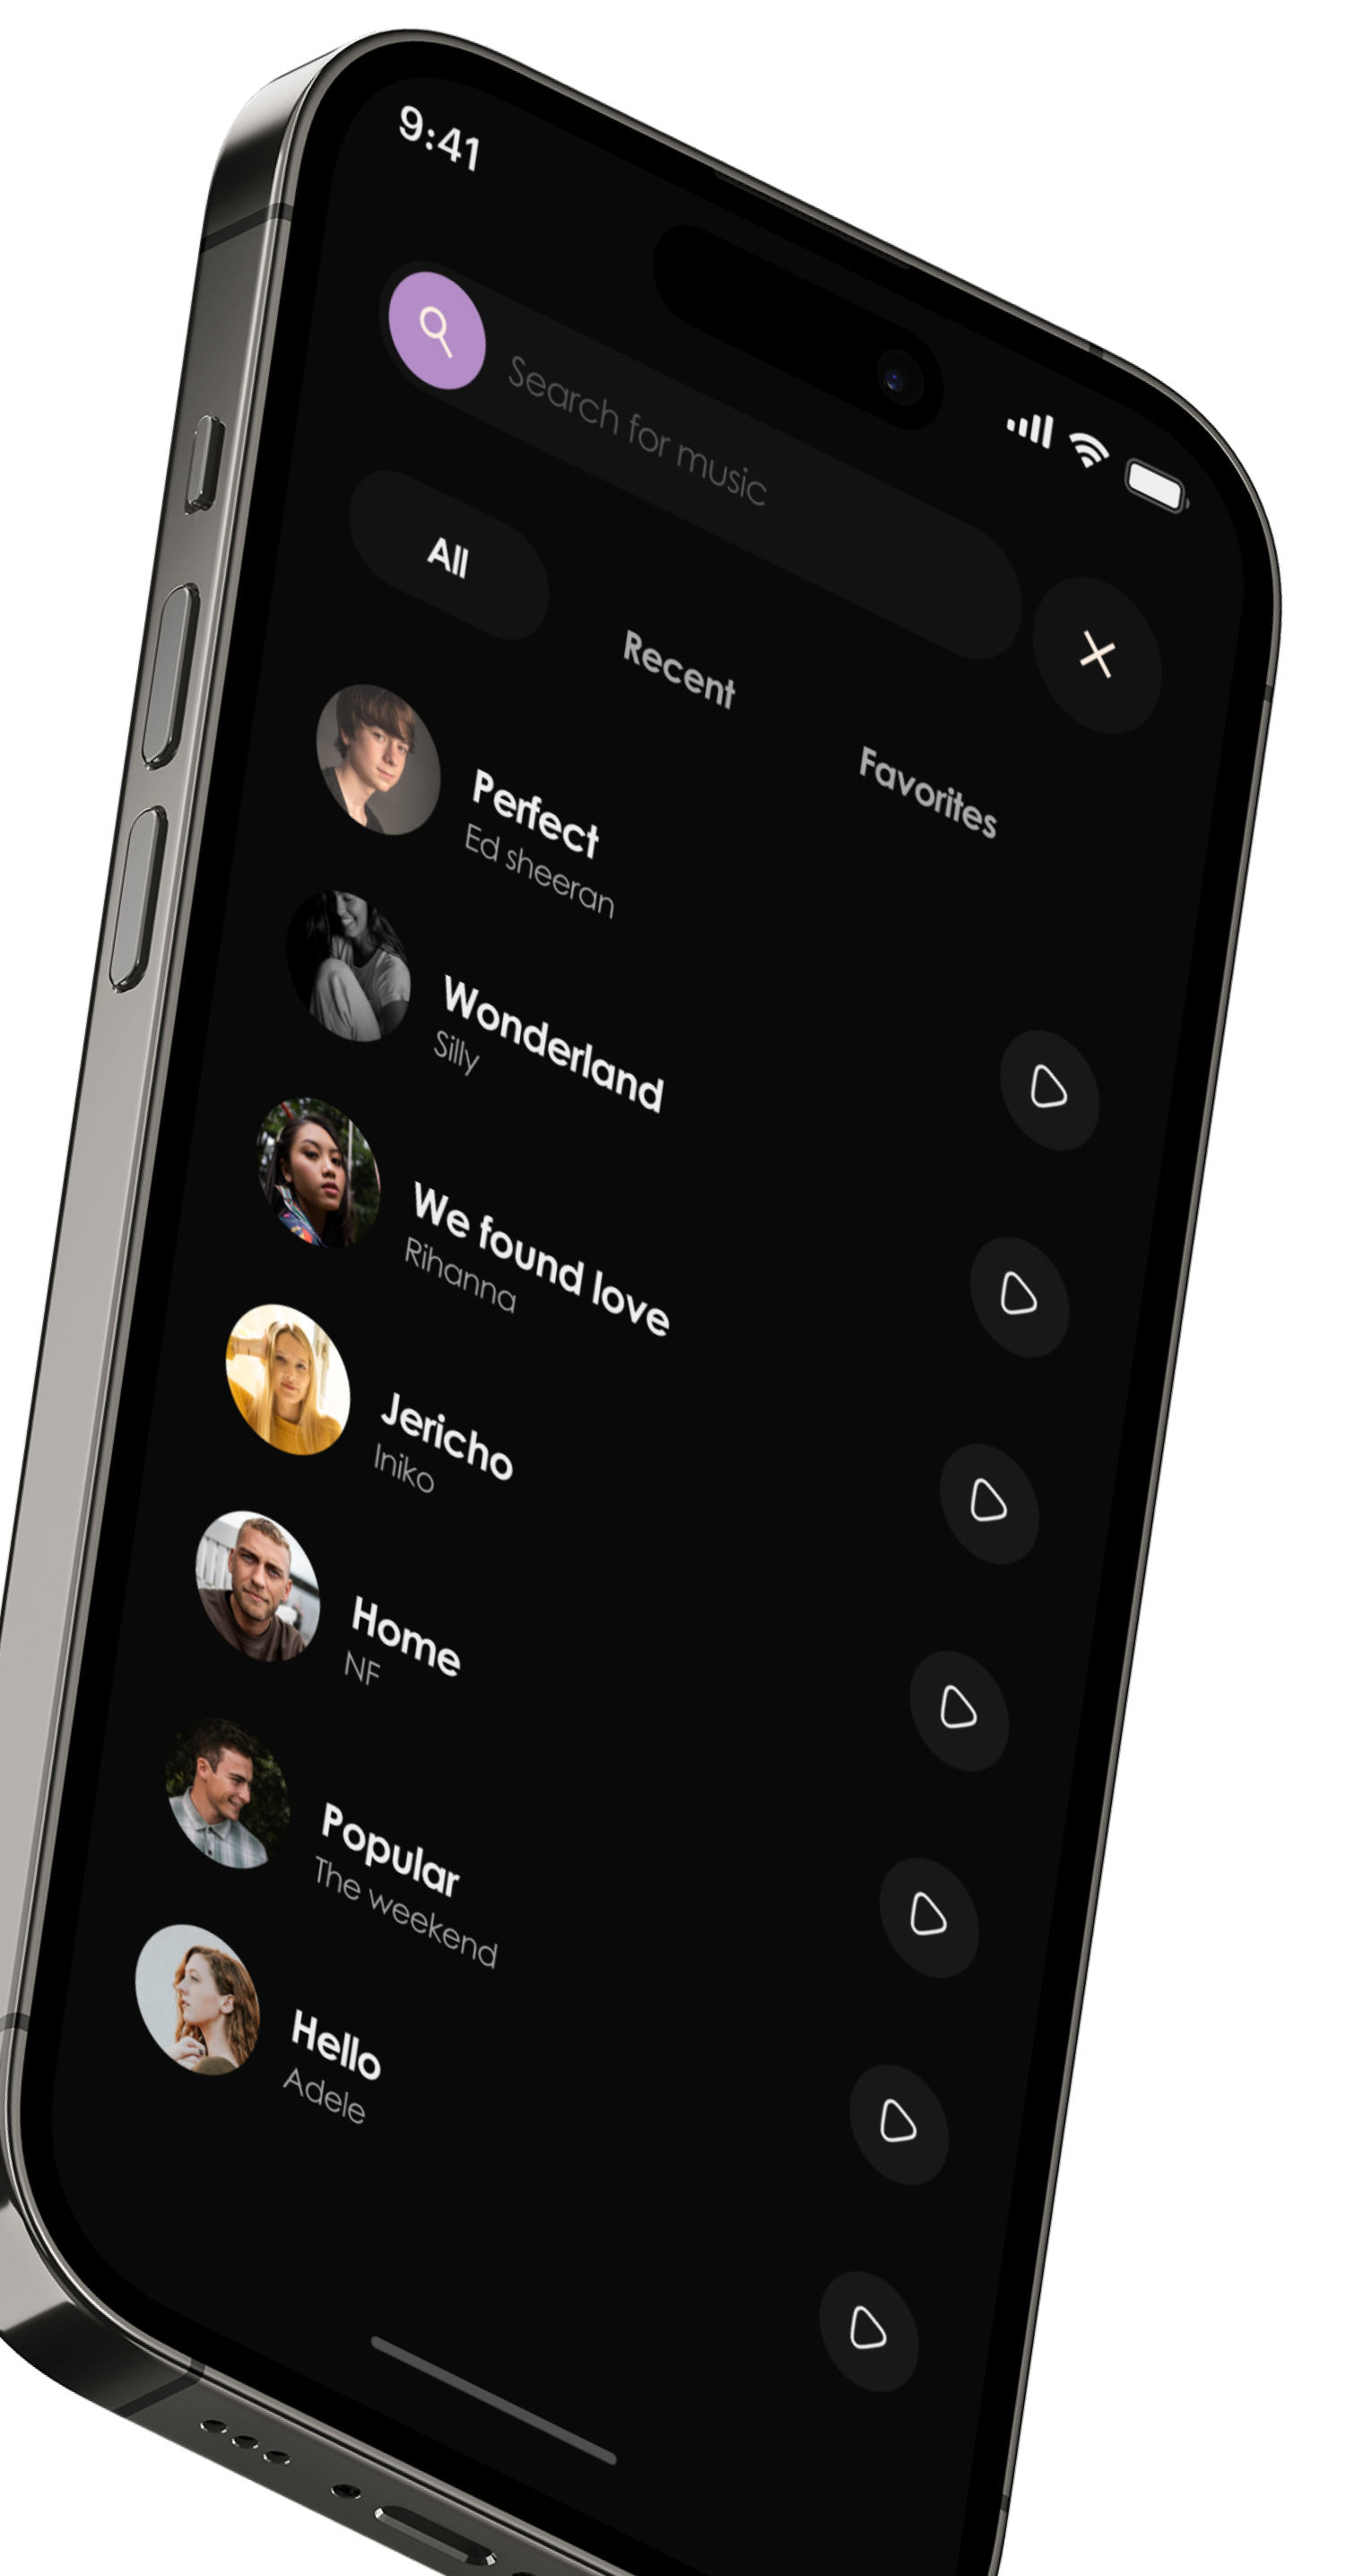 9:41
Search for music
All
Recent
Favorites
Perfect
Ed sheeran
Wonderland
Silly
We found love
Rihanna
Jericho
Iniko
Home
NF
Popular
The weekend
Hello
Adele